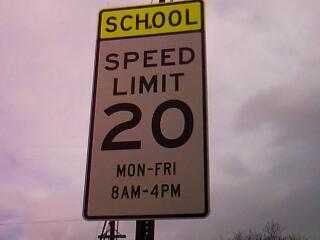 SCHOOL
SPEED
LIMIT
20
MON-FRI
8AM-4PM